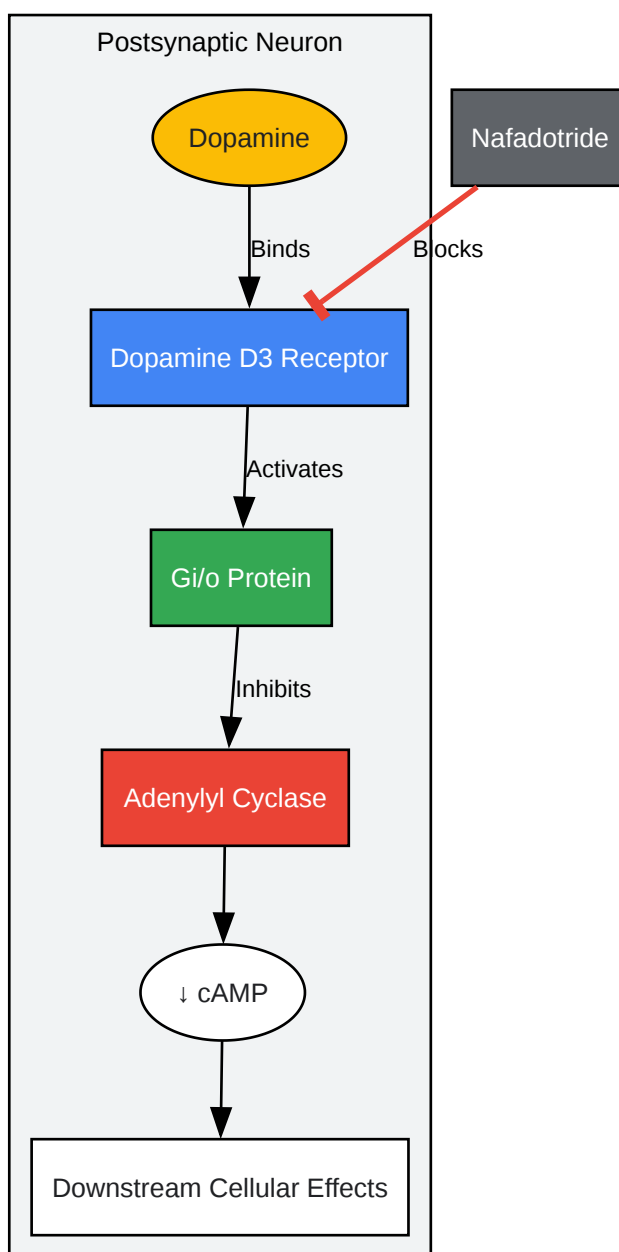 Postsynaptic Neuron
Dopamine
Nafadotride
Binds
Blocks
Dopamine D3 Receptor
Activates
Gi/o Protein
Inhibits
Adenylyl Cyclase
↓ cAMP
Downstream Cellular Effects